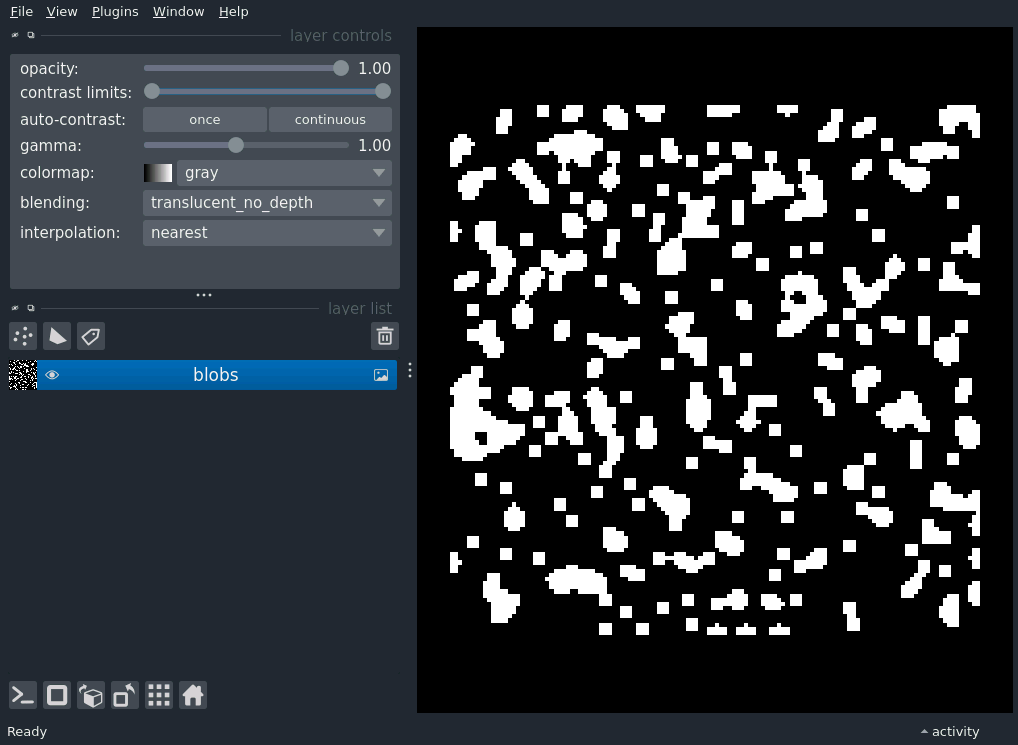 File View Plugins Window Help
layer controls
opacity: 1.00
contrast limits:
auto-contrast: once continuous
gamma: 1.00
colormap: gray
blending: translucent_no_depth
interpolation: nearest
layer list
blobs
Ready
activity